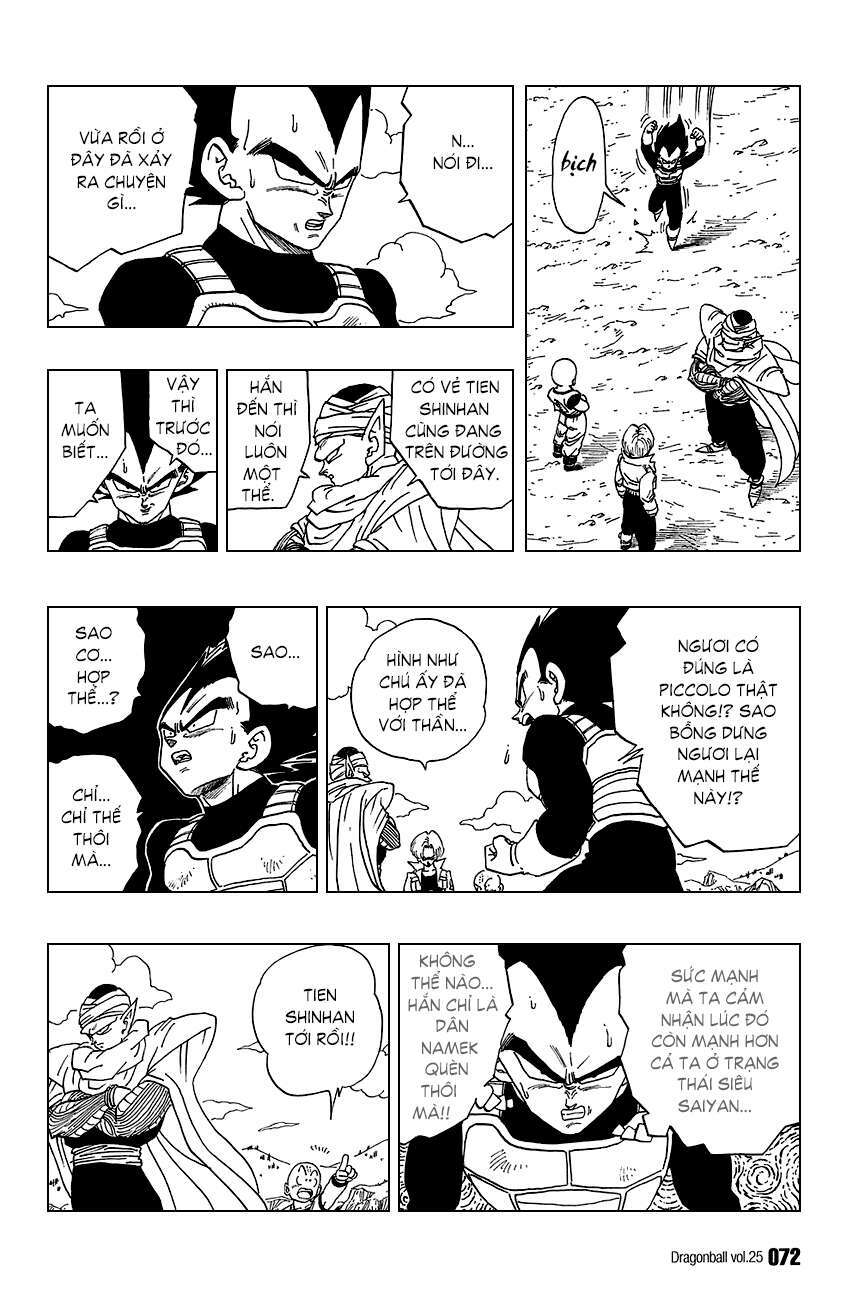 bịch
N...
NÓI ĐI...
VỪA RỒI Ở
ĐÂY ĐÃ XẢY
RA CHUYỆN
GÌ...
CÓ VẺ TIEN
SHINHAN
CŨNG ĐANG
TRÊN ĐƯỜNG
TỚI ĐÂY.
HẮN
ĐẾN THÌ
NÓI
LUÔN
MỘT
THỂ.
VẬY
THÌ
TRƯỚC
ĐÓ...
TA
MUỐN
BIẾT...
NGƯƠI CÓ
ĐÚNG LÀ
PICCOLO THẬT
KHÔNG!? SAO
BỖNG DƯNG
NGƯƠI LẠI
MẠNH THẾ
NÀY!?
HÌNH NHƯ
CHÚ ẤY ĐÃ
HỢP THỂ
VỚI THẦN...
SAO...
SAO
CƠ...
HỢP
THỂ...?
CHỈ...
CHỈ THẾ
THÔI
MÀ...
SỨC MẠNH
MÀ TA CẢM
NHẬN LÚC ĐÓ
CÒN MẠNH HƠN
CẢ TA Ở TRẠNG
THÁI SIÊU
SAIYAN...
KHÔNG
THỂ NÀO...
HẮN CHỈ LÀ
DÂN
NAMEK
QUÈN
THÔI
MÀ!!
TIEN
SHINHAN
TỚI RỒI!!
Dragonball vol.25 072